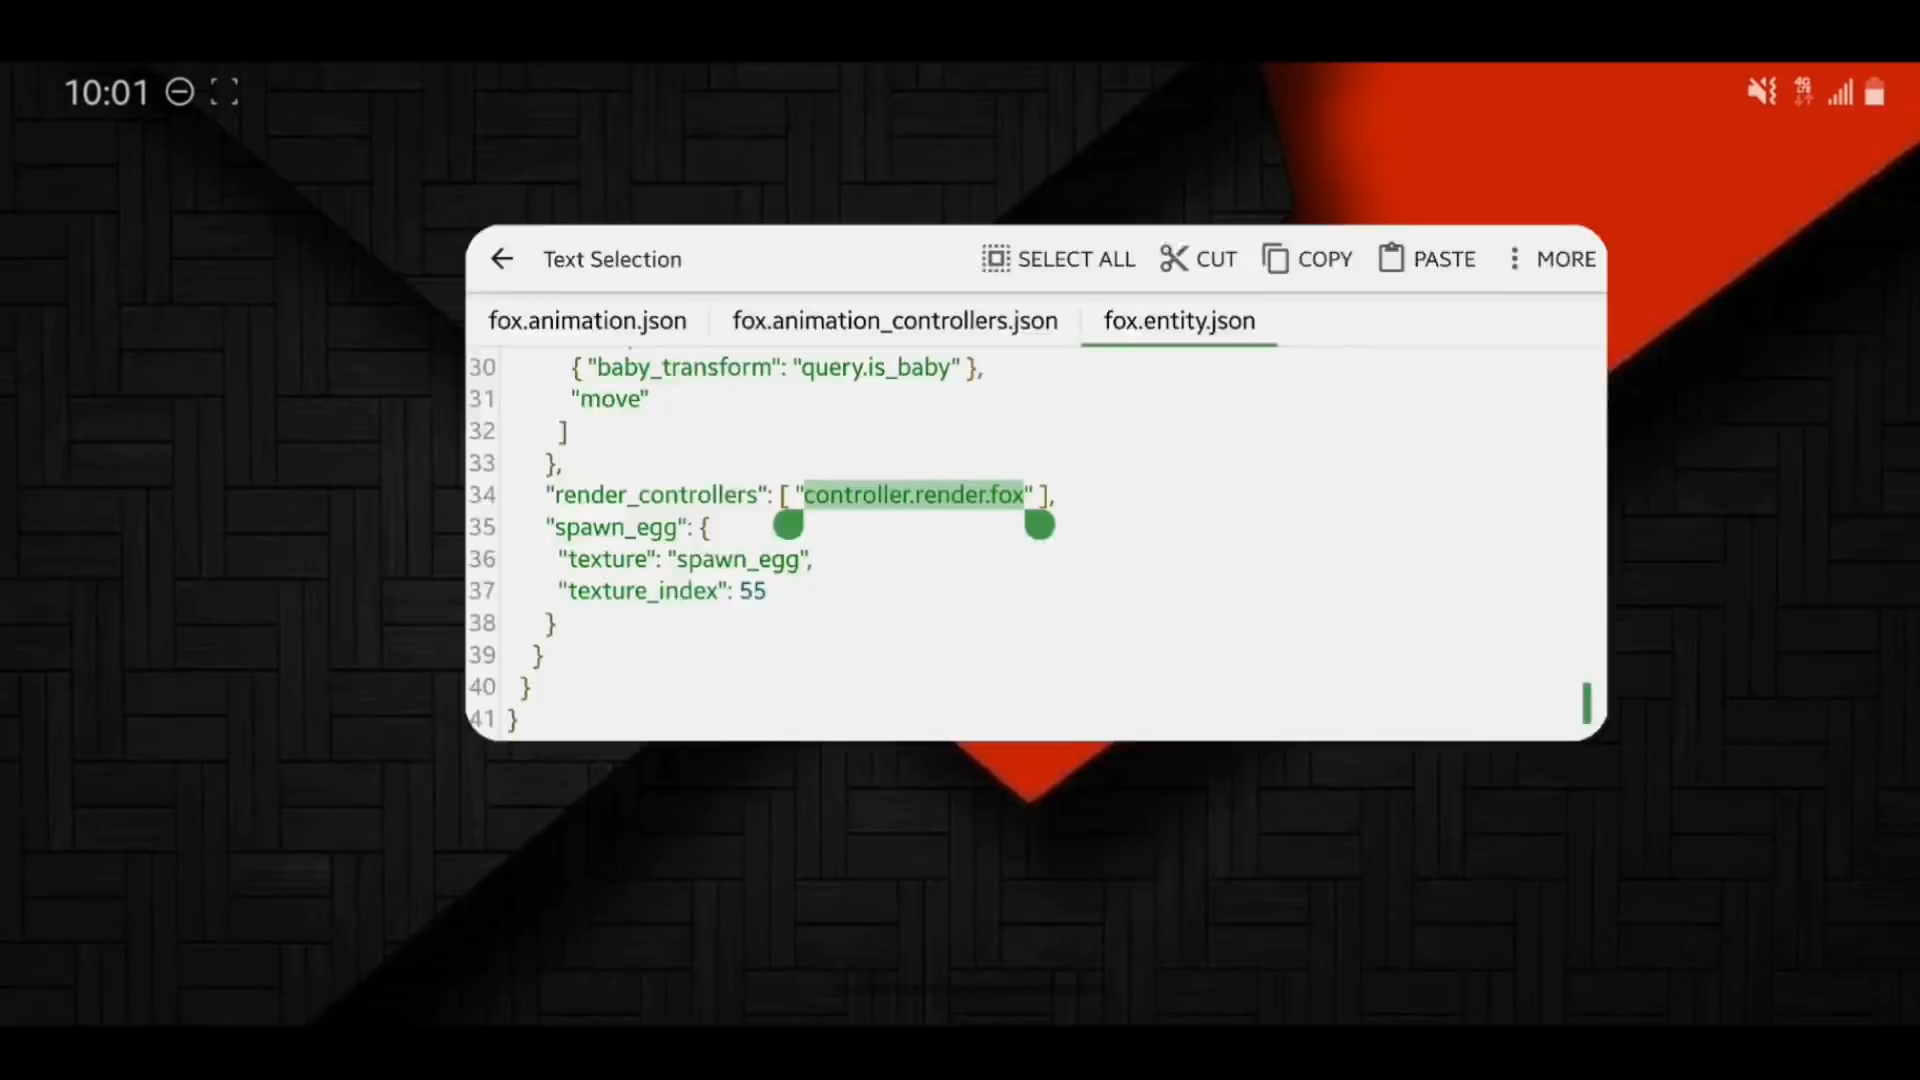 10:01
Text Selection SELECT ALL CUT COPY PASTE MORE
fox.animation.json fox.animation_controllers.json fox.entity.json
30 { "baby_transform": "query.is_baby" },
31 "move"
32 ]
33 },
34 "render_controllers": [ "controller.render.fox" ],
35 "spawn_egg": {
36 "texture": "spawn_egg",
37 "texture_index": 55
38 }
39 }
40 }
41 }